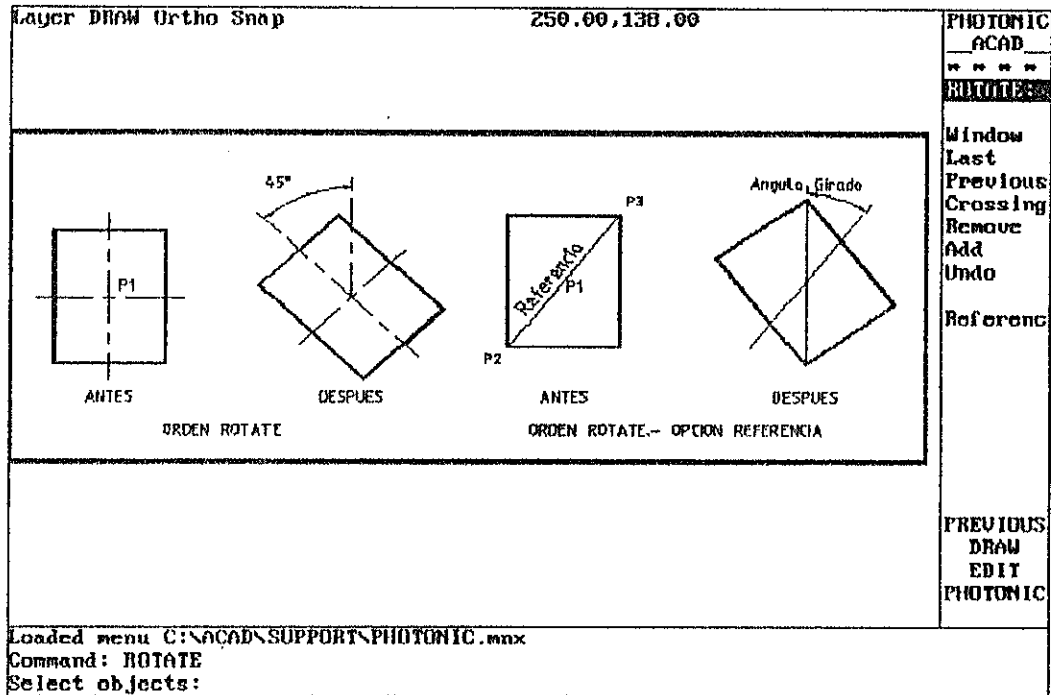 Layer DRAW Ortho Snap
250.00,138.00
PHOTONIC
__ACAD__
* * * *
ROTATE:
Window
Last
Previous
Crossing
Remove
Add
Undo
Referenc
45°
Angulo Girado
P1
P3
Referencia
P1
P2
ANTES
DESPUES
ANTES
DESPUES
ORDEN ROTATE
ORDEN ROTATE.- OPCION REFERENCIA
PREVIOUS
DRAW
EDIT
PHOTONIC
Loaded menu C:\ACAD\SUPPORT\PHOTONIC.mnx
Command: ROTATE
Select objects: